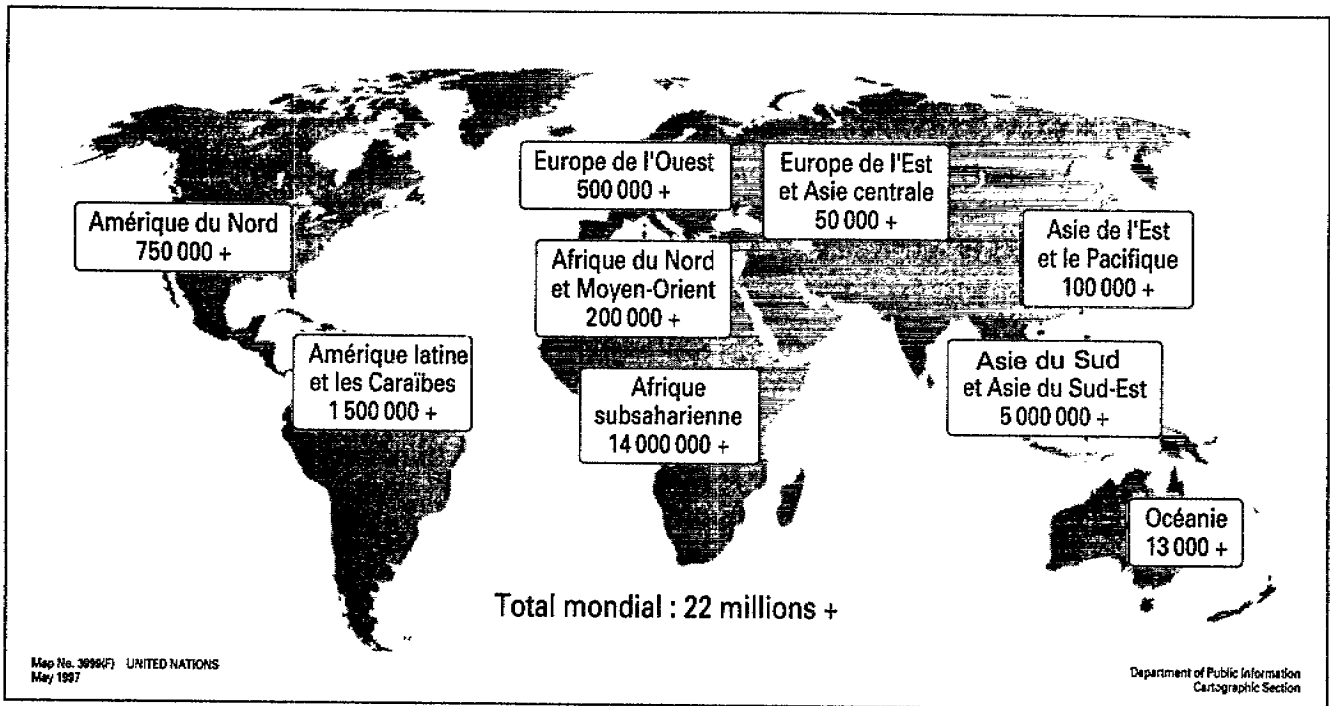 Europe de l'Ouest
500 000 +
Europe de l'Est
et Asie centrale
50 000 +
Amérique du Nord
750 000 +
Asie de l'Est
et le Pacifique
100 000 +
Afrique du Nord
et Moyen-Orient
200 000 +
Amérique latine
et les Caraïbes
1 500 000 +
Asie du Sud
et Asie du Sud-Est
5 000 000 +
Afrique
subsaharienne
14 000 000 +
Océanie
13 000 +
Total mondial : 22 millions +
Map No. 3999(F) UNITED NATIONS
May 1997
Department of Public Information
Cartographic Section